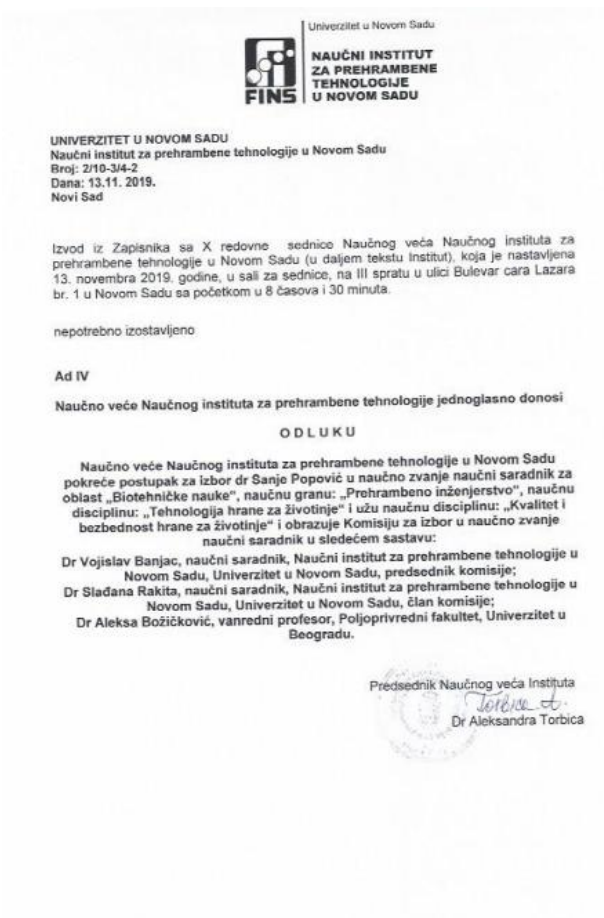 Univerzitet u Novom Sadu
FINS
NAUČNI INSTITUT
ZA PREHRAMBENE
TEHNOLOGIJE
U NOVOM SADU
UNIVERZITET U NOVOM SADU
Naučni institut za prehrambene tehnologije u Novom Sadu
Broj: 2/10-3/4-2
Dana: 13.11. 2019.
Novi Sad
Izvod iz Zapisnika sa X redovne sednice Naučnog veća Naučnog instituta za
prehrambene tehnologije u Novom Sadu (u daljem tekstu Institut), koja je nastavljena
13. novembra 2019. godine, u sali za sednice, na III spratu u ulici Bulevar cara Lazara
br. 1 u Novom Sadu sa početkom u 8 časova i 30 minuta.
nepotrebno izostavljeno
Ad IV
Naučno veće Naučnog instituta za prehrambene tehnologije jednoglasno donosi
O D L U K U
Naučno veće Naučnog instituta za prehrambene tehnologije u Novom Sadu
pokreće postupak za izbor dr Sanje Popović u naučno zvanje naučni saradnik za
oblast „Biotehničke nauke“, naučnu granu: „Prehrambeno inženjerstvo“, naučnu
disciplinu: „Tehnologija hrane za životinje“ i užu naučnu disciplinu: „Kvalitet i
bezbednost hrane za životinje“ i obrazuje Komisiju za izbor u naučno zvanje
naučni saradnik u sledećem sastavu:
Dr Vojislav Banjac, naučni saradnik, Naučni institut za prehrambene tehnologije u
Novom Sadu, Univerzitet u Novom Sadu, predsednik komisije;
Dr Slađana Rakita, naučni saradnik, Naučni institut za prehrambene tehnologije u
Novom Sadu, Univerzitet u Novom Sadu, član komisije;
Dr Aleksa Božičković, vanredni profesor, Poljoprivredni fakultet, Univerzitet u
Beogradu.
Predsednik Naučnog veća Instituta
Torbica A.
Dr Aleksandra Torbica